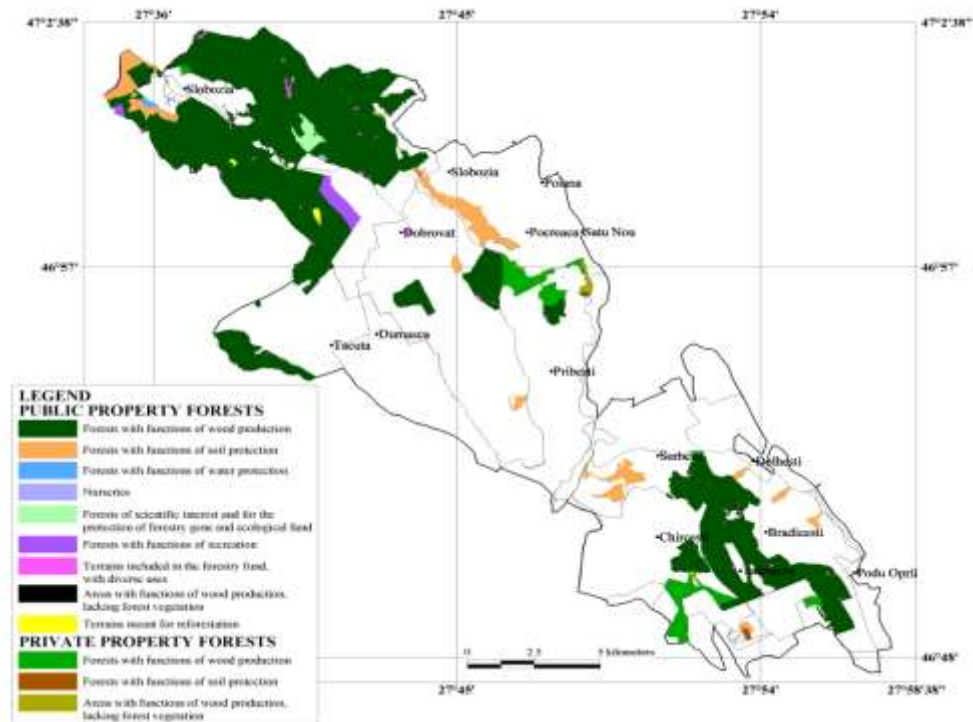 27°36' 27°45' 27°54'
47°2'38" 47°2'38"
Slobozia
Slobozia
Poiana
Dobrovat
Pocreaca
Satu Nou
46°57' 46°57'
Tacuta
Pribesti
LEGEND
PUBLIC PROPERTY FORESTS
Forests with functions of wood production
Forests with functions of soil protection
Forests with functions of water protection
Nurseries
Forests of scientific interest and for the
protection of forestry gene and ecological fund
Forests with functions of recreation
Terrains included in the forestry fund,
with diverse uses
Areas with functions of wood production,
lacking forest vegetation
Terrains meant for reforestation
PRIVATE PROPERTY FORESTS
Forests with functions of wood production
Forests with functions of soil protection
Areas with functions of wood production,
lacking forest vegetation
Dolhesti
Bradicesti
Podu Oprii
0 2.5 5 kilometers
46°48'
27°45' 27°54' 27°58'38"